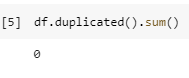 [5] df.duplicated().sum()
0